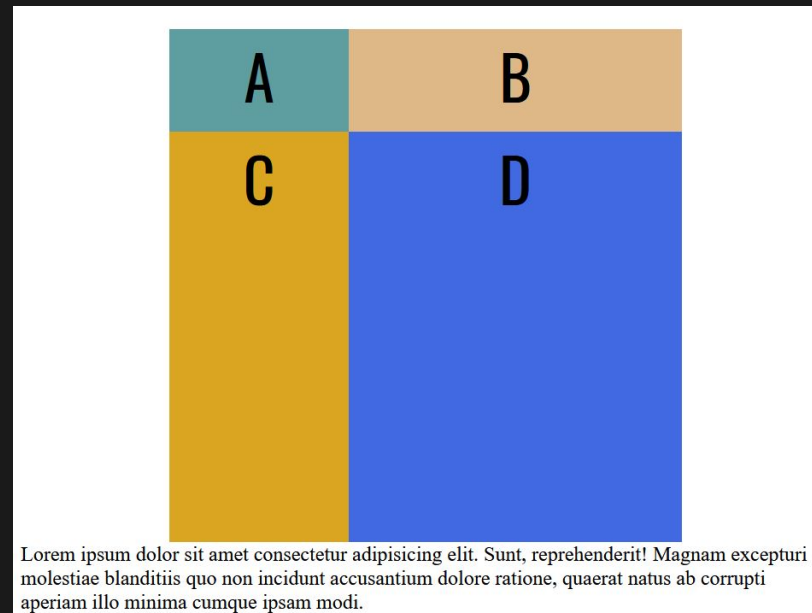 A B
C D
Lorem ipsum dolor sit amet consectetur adipisicing elit. Sunt, reprehenderit! Magnam excepturi
molestiae blanditiis quo non incidunt accusantium dolore ratione, quaerat natus ab corrupti
aperiam illo minima cumque ipsam modi.